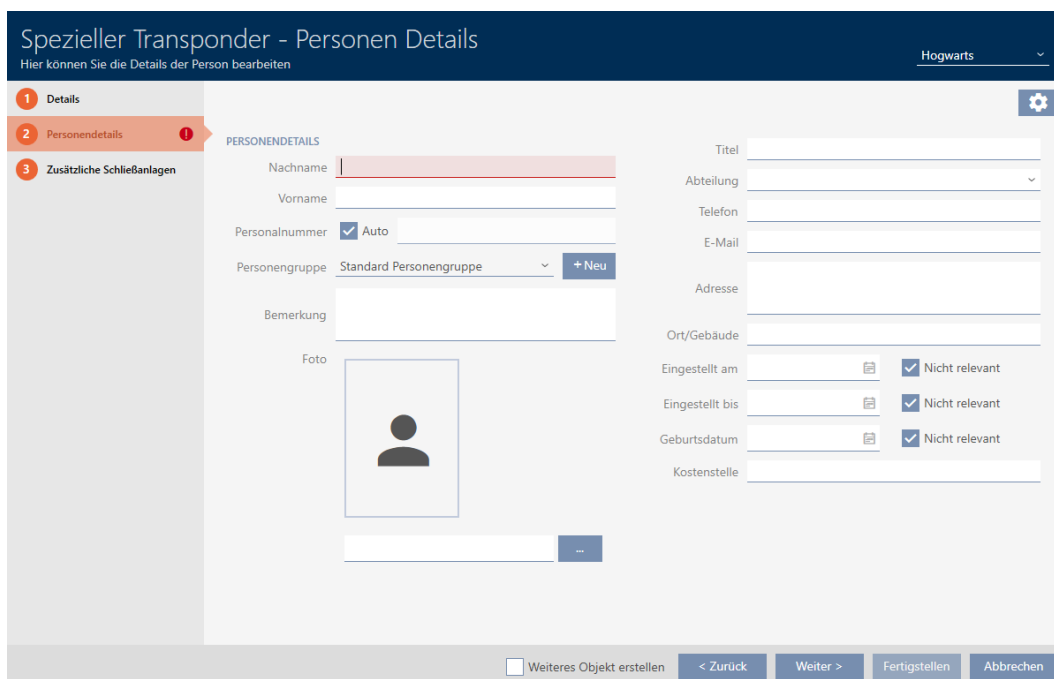 Spezieller Transponder - Personen Details
Hier können Sie die Details der Person bearbeiten
Hogwarts
1 Details
2 Personendetails !
3 Zusätzliche Schließanlagen
PERSONENDETAILS
Nachname
Vorname
Personalnummer Auto
Personengruppe Standard Personengruppe + Neu
Bemerkung
Foto
...
Titel
Abteilung
Telefon
E-Mail
Adresse
Ort/Gebäude
Eingestellt am Nicht relevant
Eingestellt bis Nicht relevant
Geburtsdatum Nicht relevant
Kostenstelle
Weiteres Objekt erstellen < Zurück Weiter > Fertigstellen Abbrechen